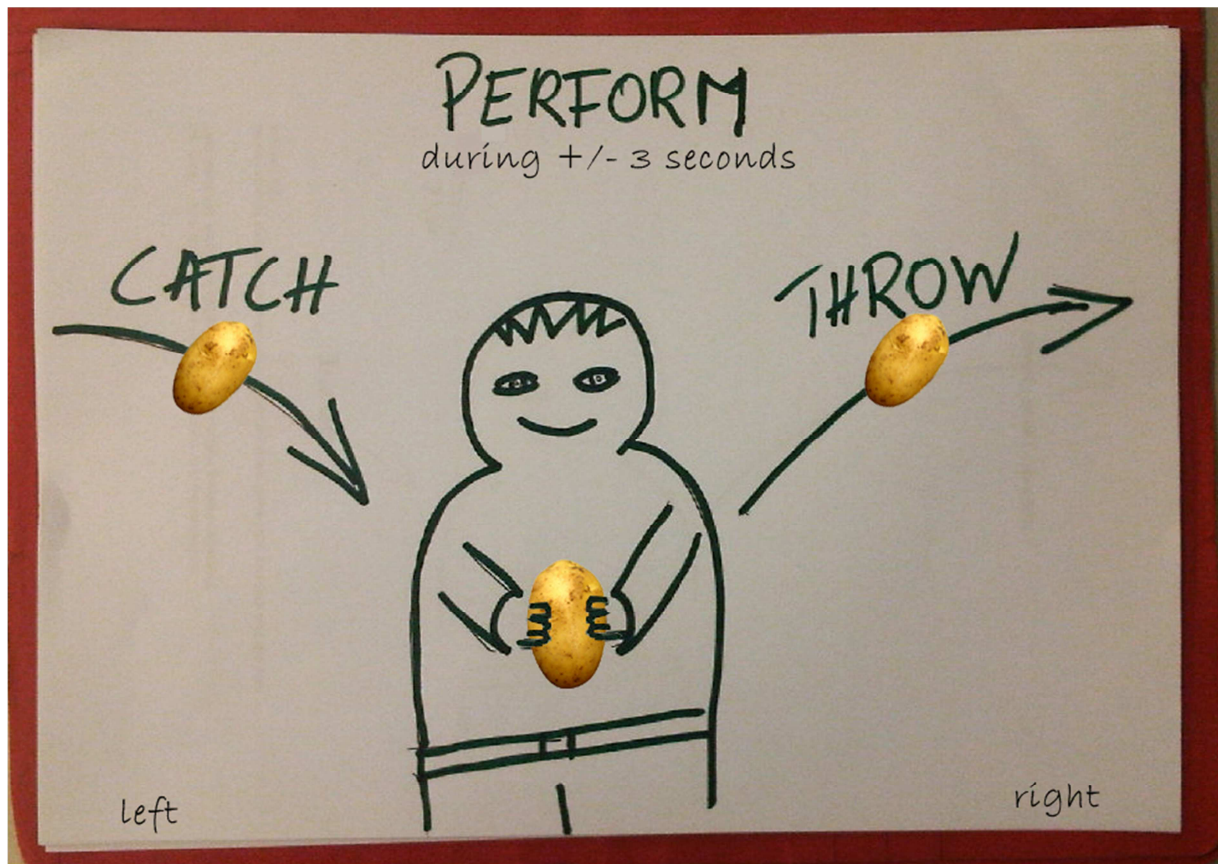 PERFORM
during +/- 3 seconds
CATCH
THROW
left
right